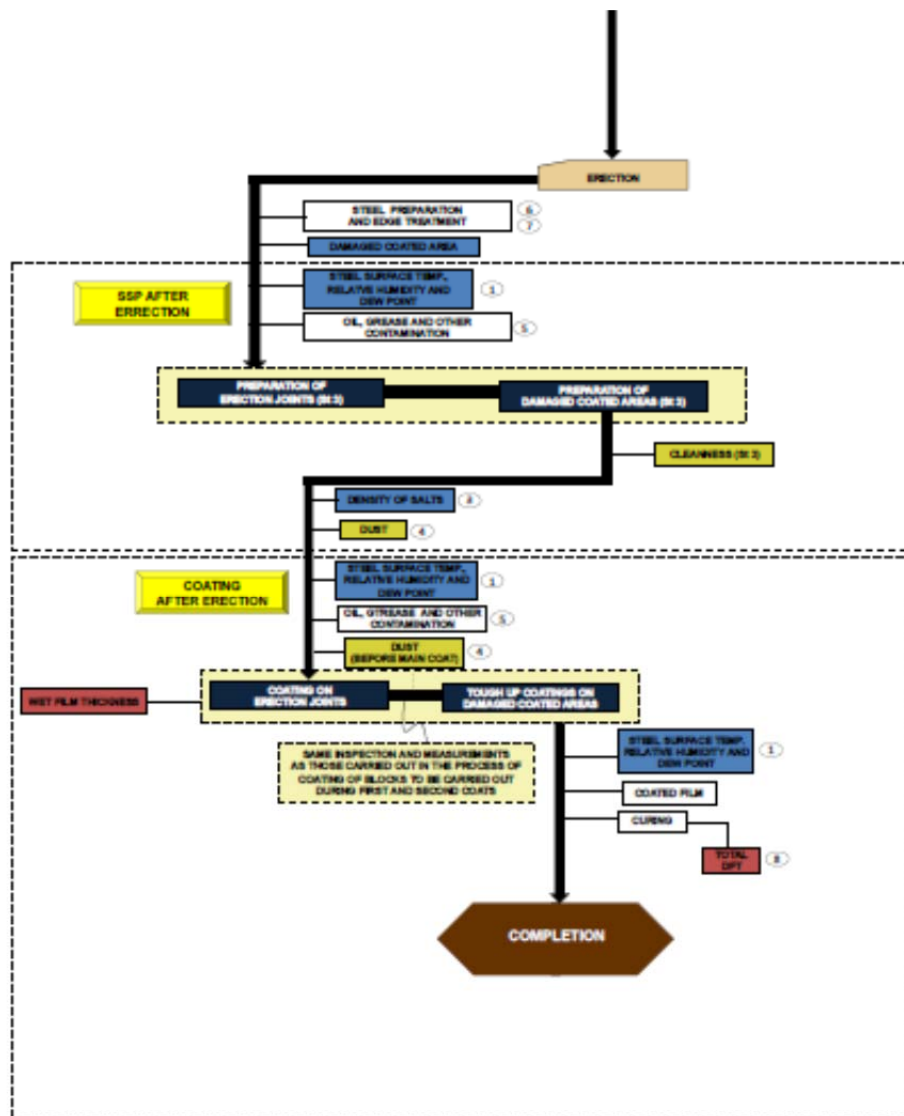 ERECTION
STEEL PREPARATION
AND EDGE TREATMENT
6
7
DAMAGED COATED AREA
SSP AFTER
ERRECTION
STEEL SURFACE TEMP.,
RELATIVE HUMIDITY AND
DEW POINT
1
OIL, GREASE AND OTHER
CONTAMINATION
5
PREPARATION OF
ERECTION JOINTS (St 3)
PREPARATION OF
DAMAGED COATED AREAS (St 3)
CLEANNESS (St 3)
DENSITY OF SALTS
DUST
4
COATING
AFTER ERECTION
STEEL SURFACE TEMP.,
RELATIVE HUMIDITY AND
DEW POINT
1
OIL, GTREASE AND OTHER
CONTAMINATION
5
DUST
(BEFORE MAIN COAT)
4
WET FILM THICKNESS
COATING ON
ERECTION JOINTS
TOUGH UP COATINGS ON
DAMAGED COATED AREAS
SAME INSPECTION AND MEASUREMENTS
AS THOSE CARRIED OUT IN THE PROCESS OF
COATING OF BLOCKS TO BE CARRIED OUT
DURING FIRST AND SECOND COATS
STEEL SURFACE TEMP.,
RELATIVE HUMIDITY AND
DEW POINT
1
COATED FILM
CURING
TOTAL
DFT
8
COMPLETION